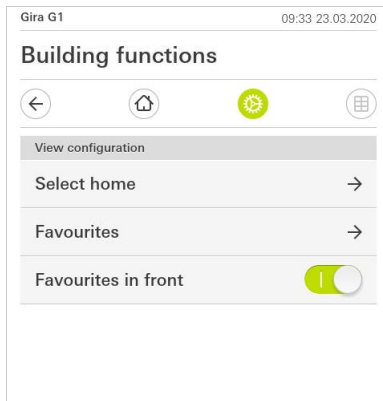 Gira G1 09:33 23.03.2020
Building functions
View configuration
Select home
Favourites
Favourites in front